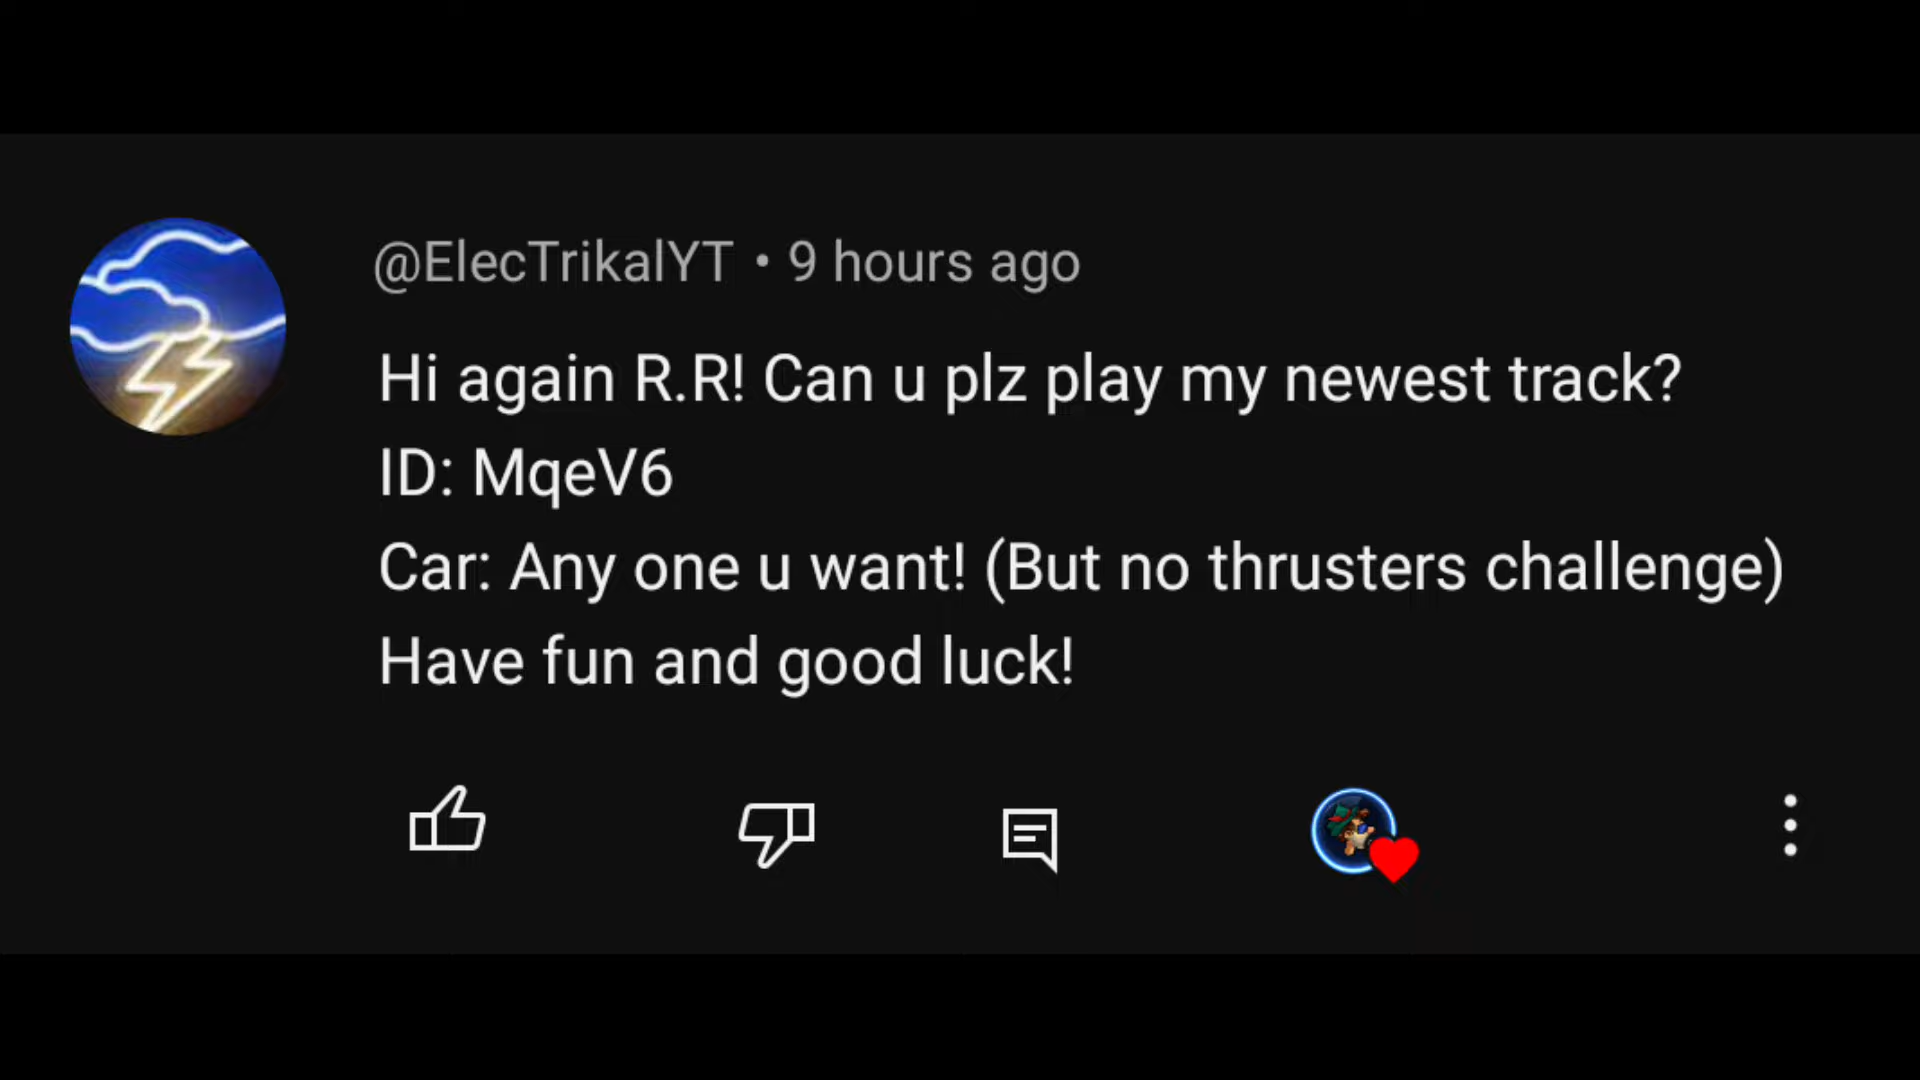 @ElecTrikalYT • 9 hours ago
Hi again R.R! Can u plz play my newest track?
ID: MqeV6
Car: Any one u want! (But no thrusters challenge)
Have fun and good luck!